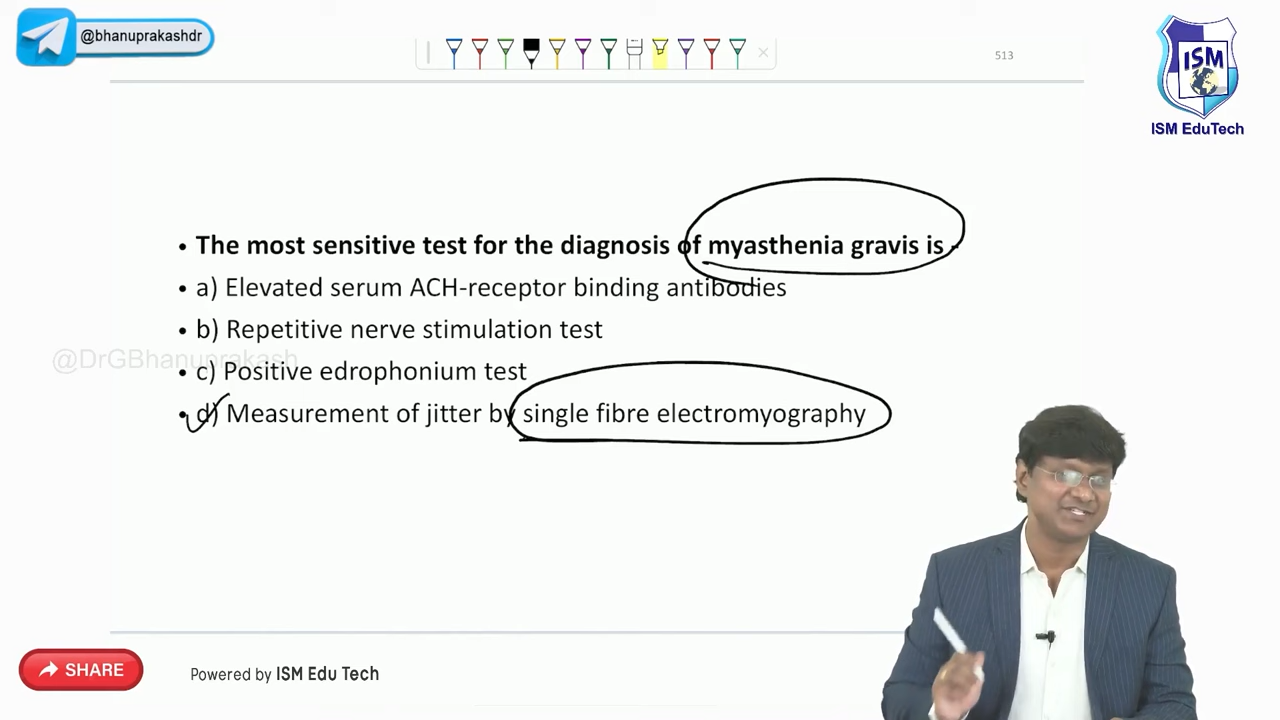 @bhanuprakashdr
513
ISM
ISM EduTech
• The most sensitive test for the diagnosis of myasthenia gravis is -
• a) Elevated serum ACH-receptor binding antibodies
• b) Repetitive nerve stimulation test
@DrGBhanuprakash
• c) Positive edrophonium test
• d) Measurement of jitter by single fibre electromyography
SHARE
Powered by ISM Edu Tech